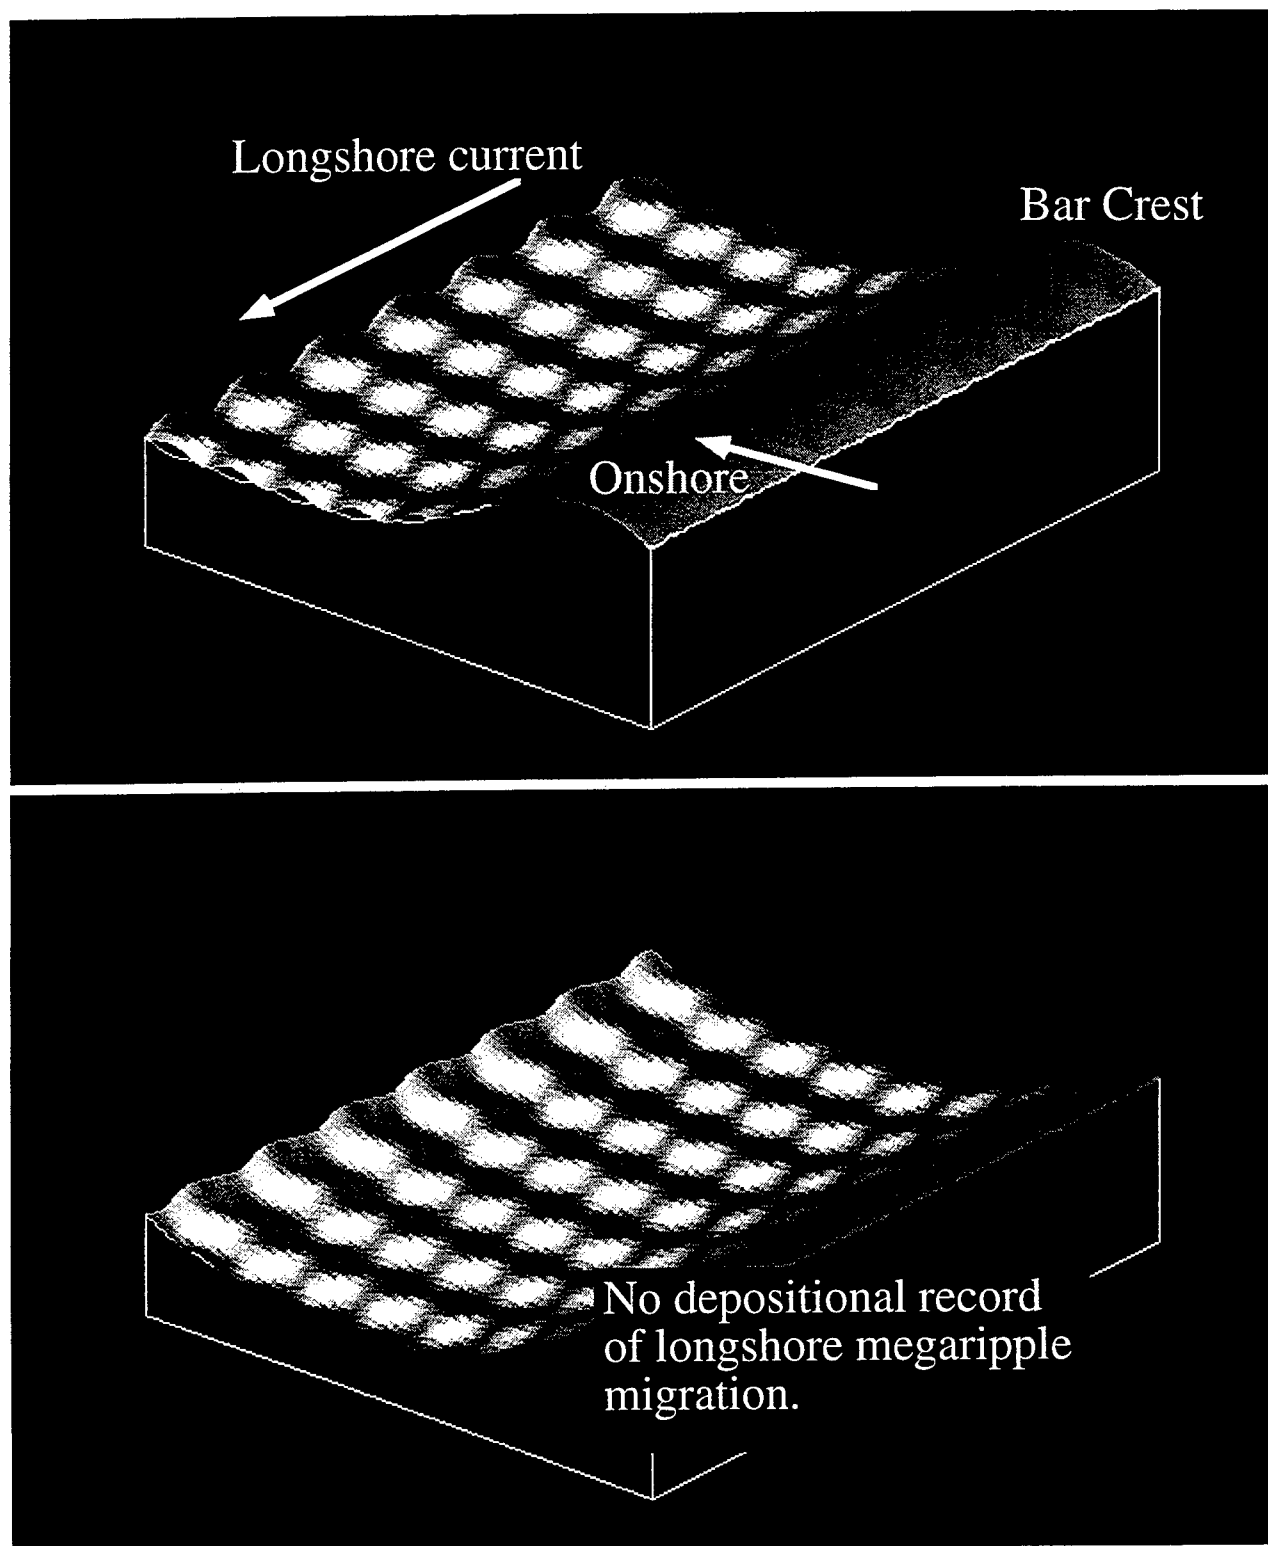 Longshore current
Bar Crest
Onshore
No depositional record
of longshore megaripple
migration.